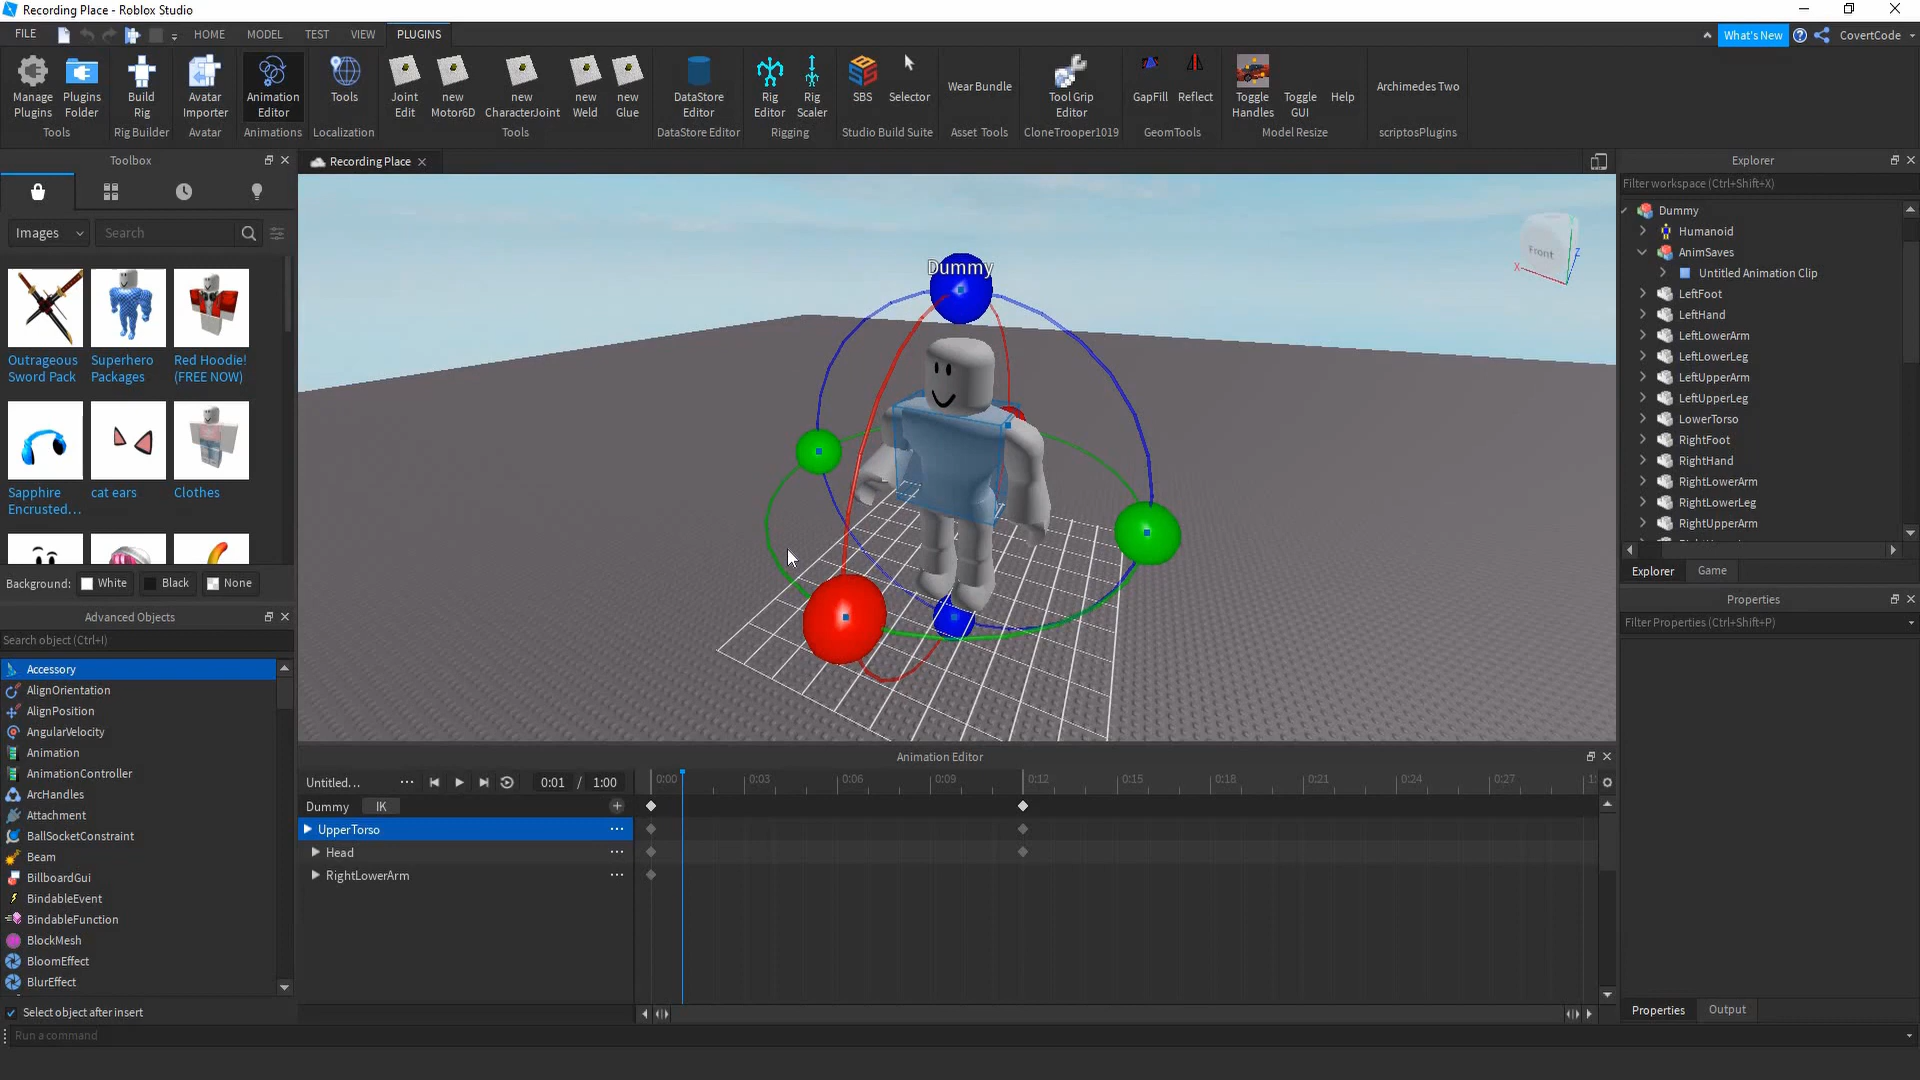 Recording Place - Roblox Studio
FILE HOME MODEL TEST VIEW PLUGINS What's New CovertCode
Manage Plugins
Plugins Folder
Tools
Build Rig
Rig Builder
Avatar Importer
Avatar
Animation Editor
Animations
Tools
Localization
Joint Edit
new Motor6D
new CharacterJoint
new Weld
new Glue
Tools
DataStore Editor
DataStore Editor
Rig Editor
Rig Scaler
Rigging
SBS
Selector
Studio Build Suite
Wear Bundle
Asset Tools
Tool Grip Editor
CloneTrooper1019
GapFill
Reflect
GeomTools
Toggle Handles
Toggle GUI
Help
Model Resize
Archimedes Two
scriptosPlugins
Toolbox
Images
Search
Outrageous Sword Pack
Superhero Packages
Red Hoodie! (FREE NOW)
Sapphire Encrusted...
cat ears
Clothes
Background: White Black None
Advanced Objects
Search object (Ctrl+I)
Accessory
AlignOrientation
AlignPosition
AngularVelocity
Animation
AnimationController
ArcHandles
Attachment
BallSocketConstraint
Beam
BillboardGui
BindableEvent
BindableFunction
BlockMesh
BloomEffect
BlurEffect
Select object after insert
Run a command
Recording Place
Dummy
Front
X
Z
Animation Editor
Untitled... 0:01 / 1:00
0:00 0:03 0:06 0:09 0:12 0:15 0:18 0:21 0:24 0:27
Dummy IK
UpperTorso
Head
RightLowerArm
Explorer
Filter workspace (Ctrl+Shift+X)
Dummy
Humanoid
AnimSaves
Untitled Animation Clip
LeftFoot
LeftHand
LeftLowerArm
LeftLowerLeg
LeftUpperArm
LeftUpperLeg
LowerTorso
RightFoot
RightHand
RightLowerArm
RightLowerLeg
RightUpperArm
Explorer Game
Properties
Filter Properties (Ctrl+Shift+P)
Properties Output